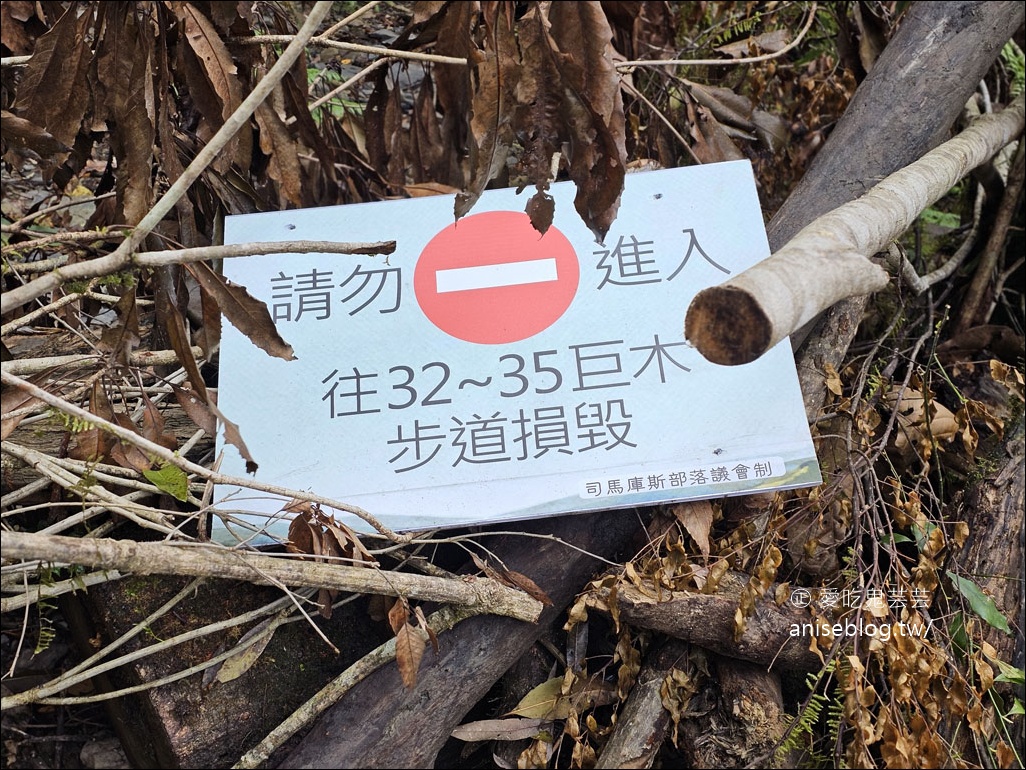 請勿 進入
往32~35巨木
步道損毀
司馬庫斯部落議會制
㊣ 愛吃鬼芸芸
aniseblog.tw/